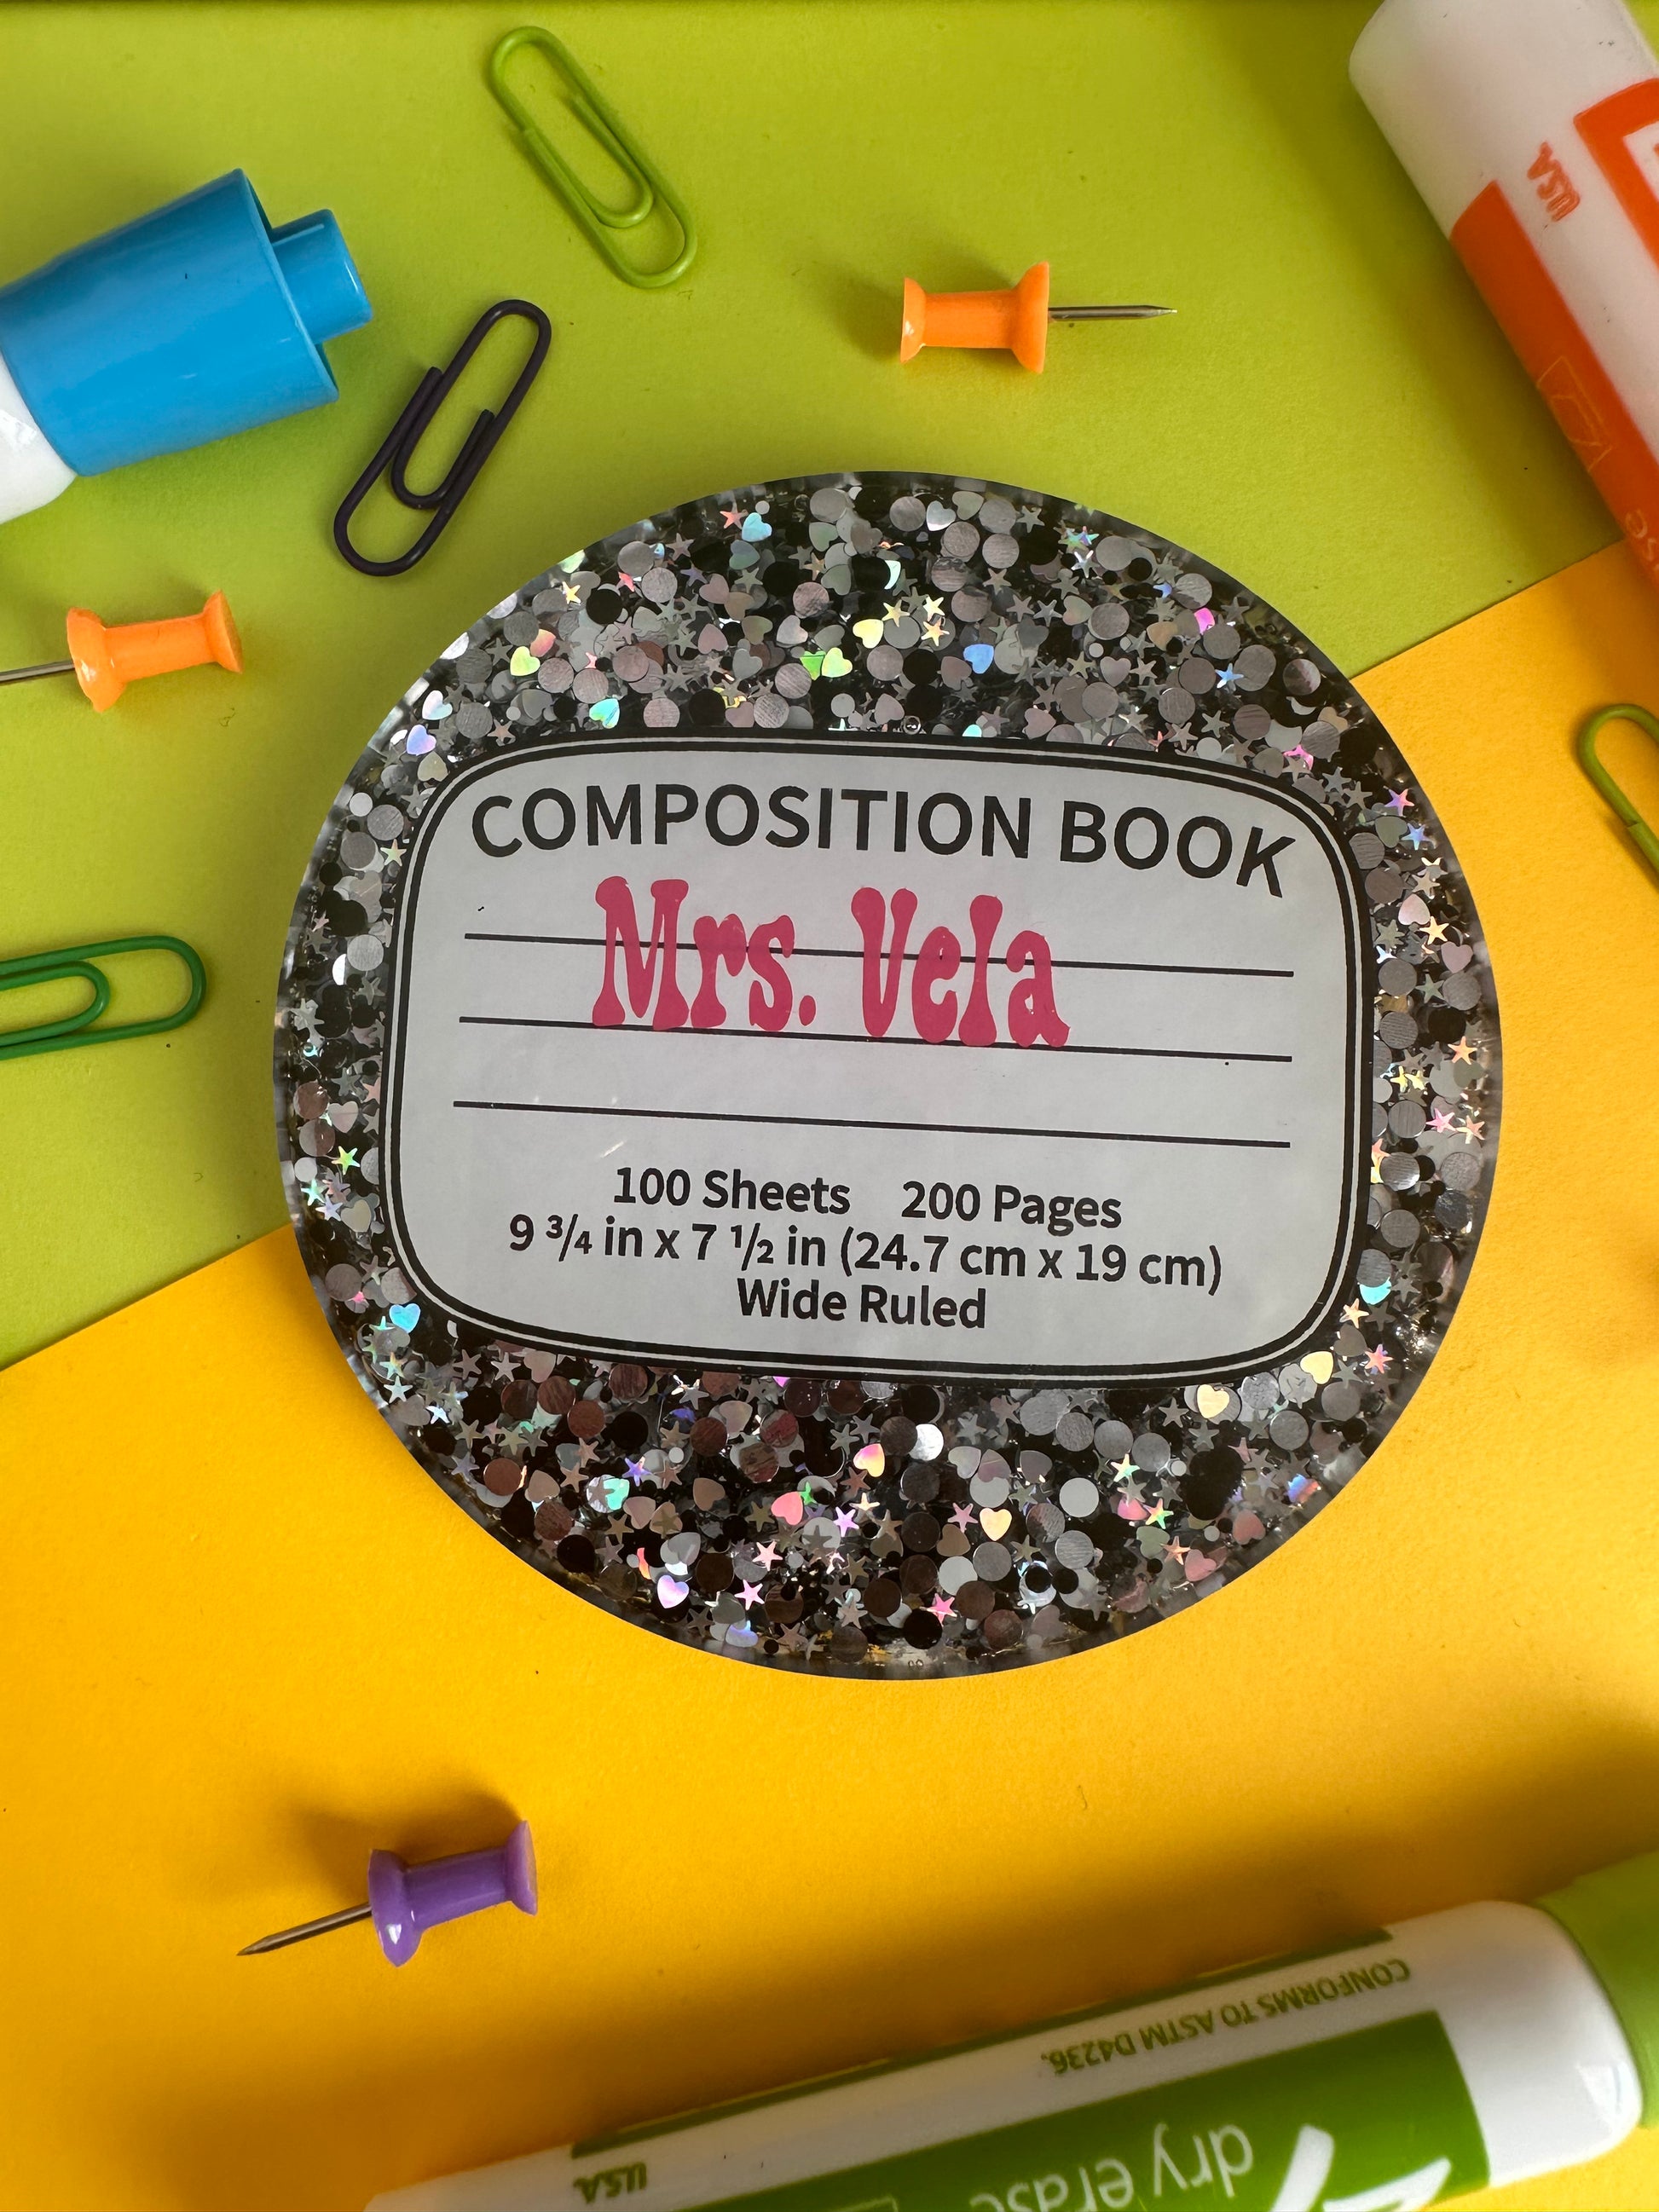 USA
COMPOSITION BOOK
Mrs. Vela
100 Sheets 200 Pages
9 3/4 in x 7 1/2 in (24.7 cm x 19 cm)
Wide Ruled
CONFORMS TO ASTM D4236.
dry erase
USA